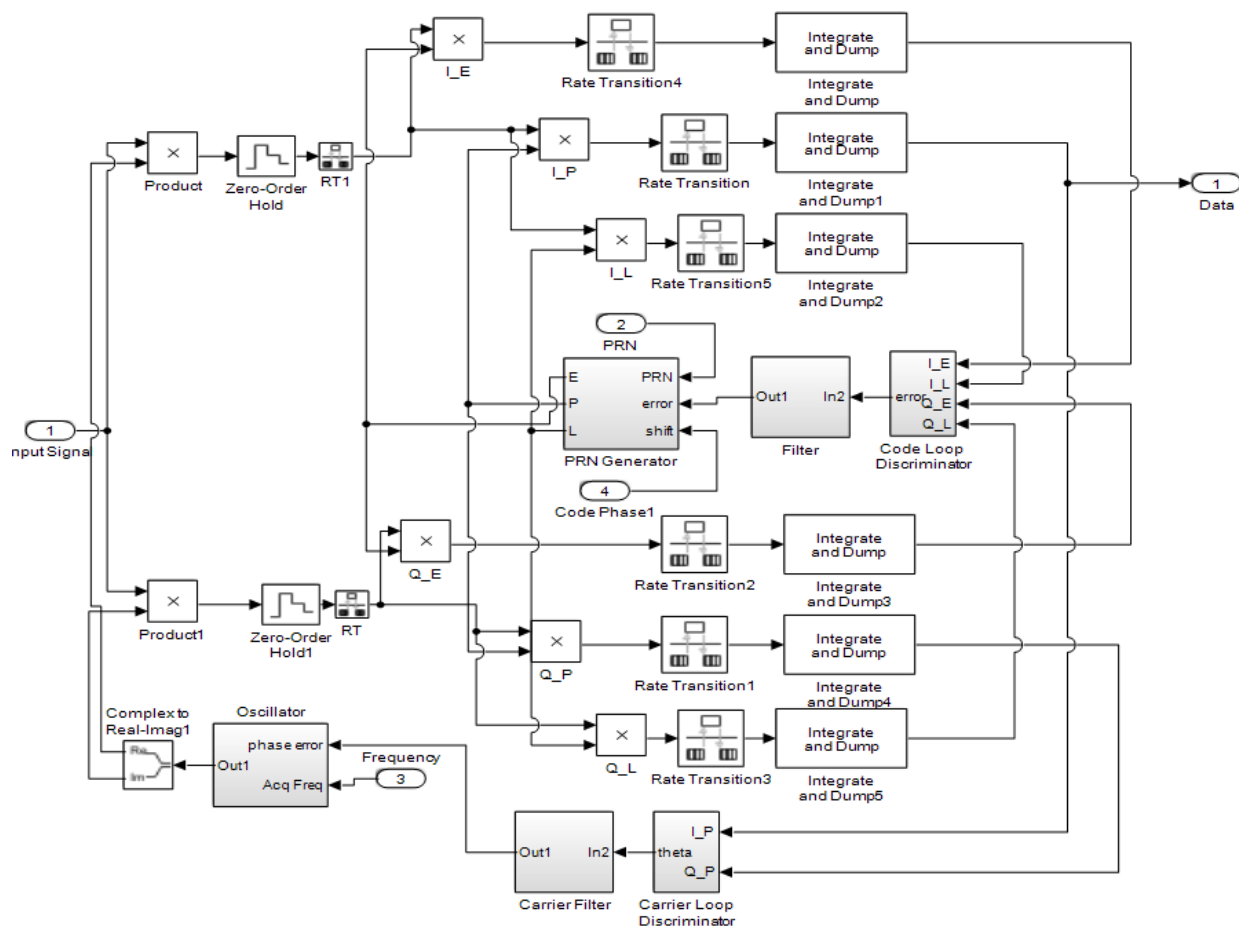 ×
I_E
Rate Transition4
Integrate
and Dump
Integrate
and Dump
×
Product
Zero-Order
Hold
RT1
×
I_P
Rate Transition
Integrate
and Dump
Integrate
and Dump1
1
Data
×
I_L
Rate Transition5
Integrate
and Dump
Integrate
and Dump2
2
PRN
E
P
L
PRN
error
shift
PRN Generator
Out1
In2
Filter
I_E
I_L
error
Q_E
Q_L
Code Loop
Discriminator
1
nput Signal
4
Code Phase1
×
Q_E
Rate Transition2
Integrate
and Dump
Integrate
and Dump3
×
Product1
Zero-Order
Hold1
RT
×
Q_P
Rate Transition1
Integrate
and Dump
Integrate
and Dump4
×
Q_L
Rate Transition3
Integrate
and Dump
Integrate
and Dump5
Complex to
Real-Imag1
Re
Im
Oscillator
phase error
Out1
Acq Freq
Frequency
3
Out1
In2
Carrier Filter
I_P
theta
Q_P
Carrier Loop
Discriminator